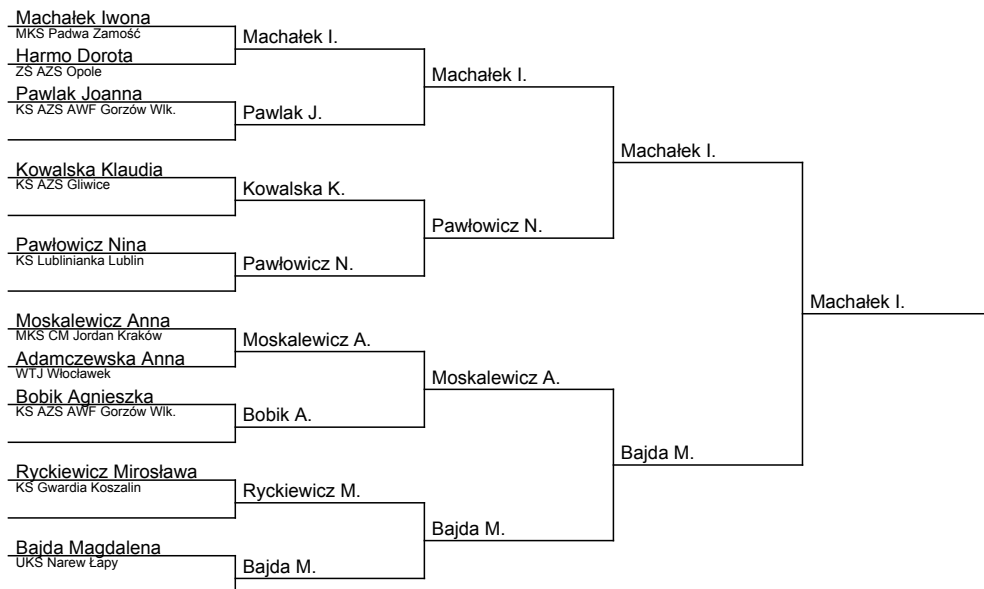 Machałek Iwona
MKS Padwa Zamość
Harmo Dorota
ZS AZS Opole
Pawlak Joanna
KS AZS AWF Gorzów Wlk.
Kowalska Klaudia
KS AZS Gliwice
Pawłowicz Nina
KS Lublinianka Lublin
Moskalewicz Anna
MKS CM Jordan Kraków
Adamczewska Anna
WTJ Włocławek
Bobik Agnieszka
KS AZS AWF Gorzów Wlk.
Ryckiewicz Mirosława
KS Gwardia Koszalin
Bajda Magdalena
UKS Narew Łapy
Machałek I.
Pawlak J.
Kowalska K.
Pawłowicz N.
Moskalewicz A.
Bobik A.
Ryckiewicz M.
Bajda M.
Machałek I.
Pawłowicz N.
Moskalewicz A.
Bajda M.
Machałek I.
Bajda M.
Machałek I.